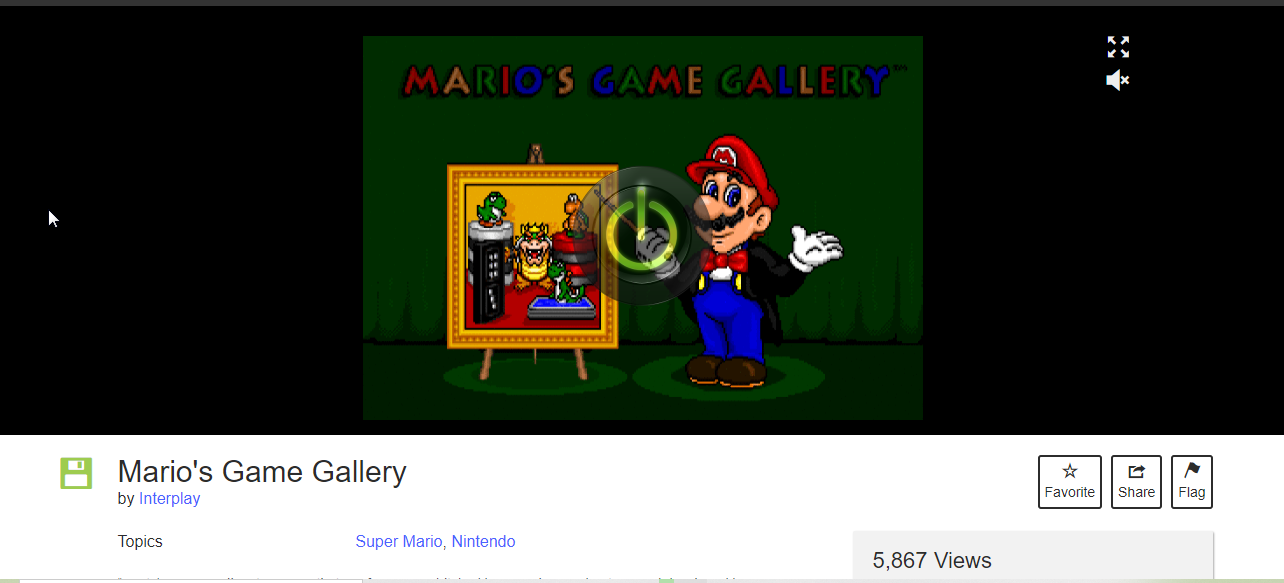 MARIO'S GAME GALLERY™
M
Mario's Game Gallery
by Interplay
Favorite
Share
Flag
Topics
Super Mario, Nintendo
5,867 Views